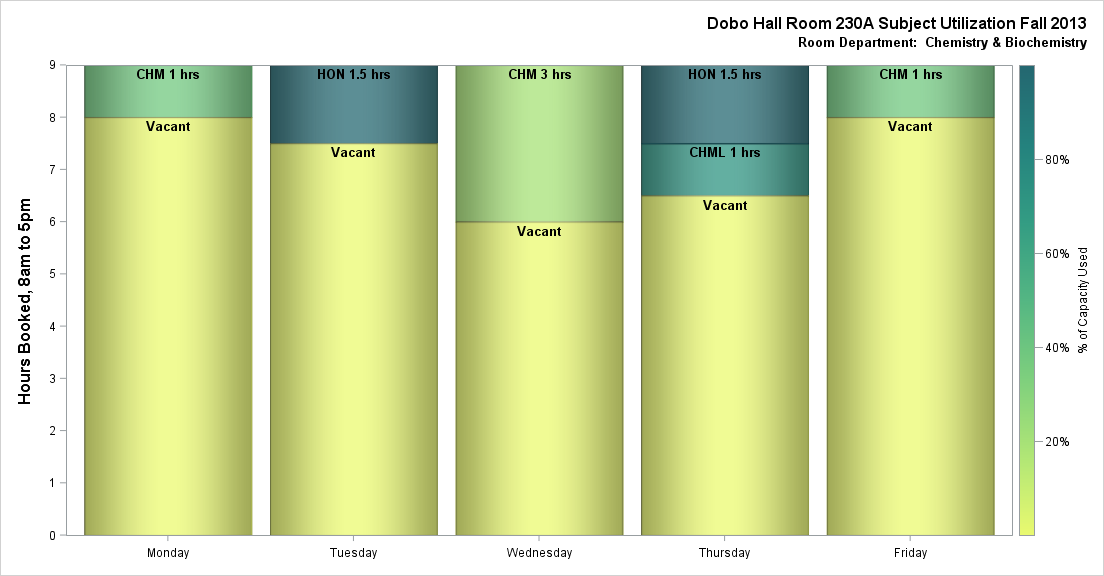 Dobo Hall Room 230A Subject Utilization Fall 2013
Room Department:  Chemistry & Biochemistry
Hours Booked, 8am to 5pm
9
8
7
6
5
4
3
2
1
0
CHM 1 hrs
Vacant
HON 1.5 hrs
Vacant
CHM 3 hrs
Vacant
HON 1.5 hrs
CHML 1 hrs
Vacant
CHM 1 hrs
Vacant
Monday
Tuesday
Wednesday
Thursday
Friday
80%
60%
40%
20%
% of Capacity Used